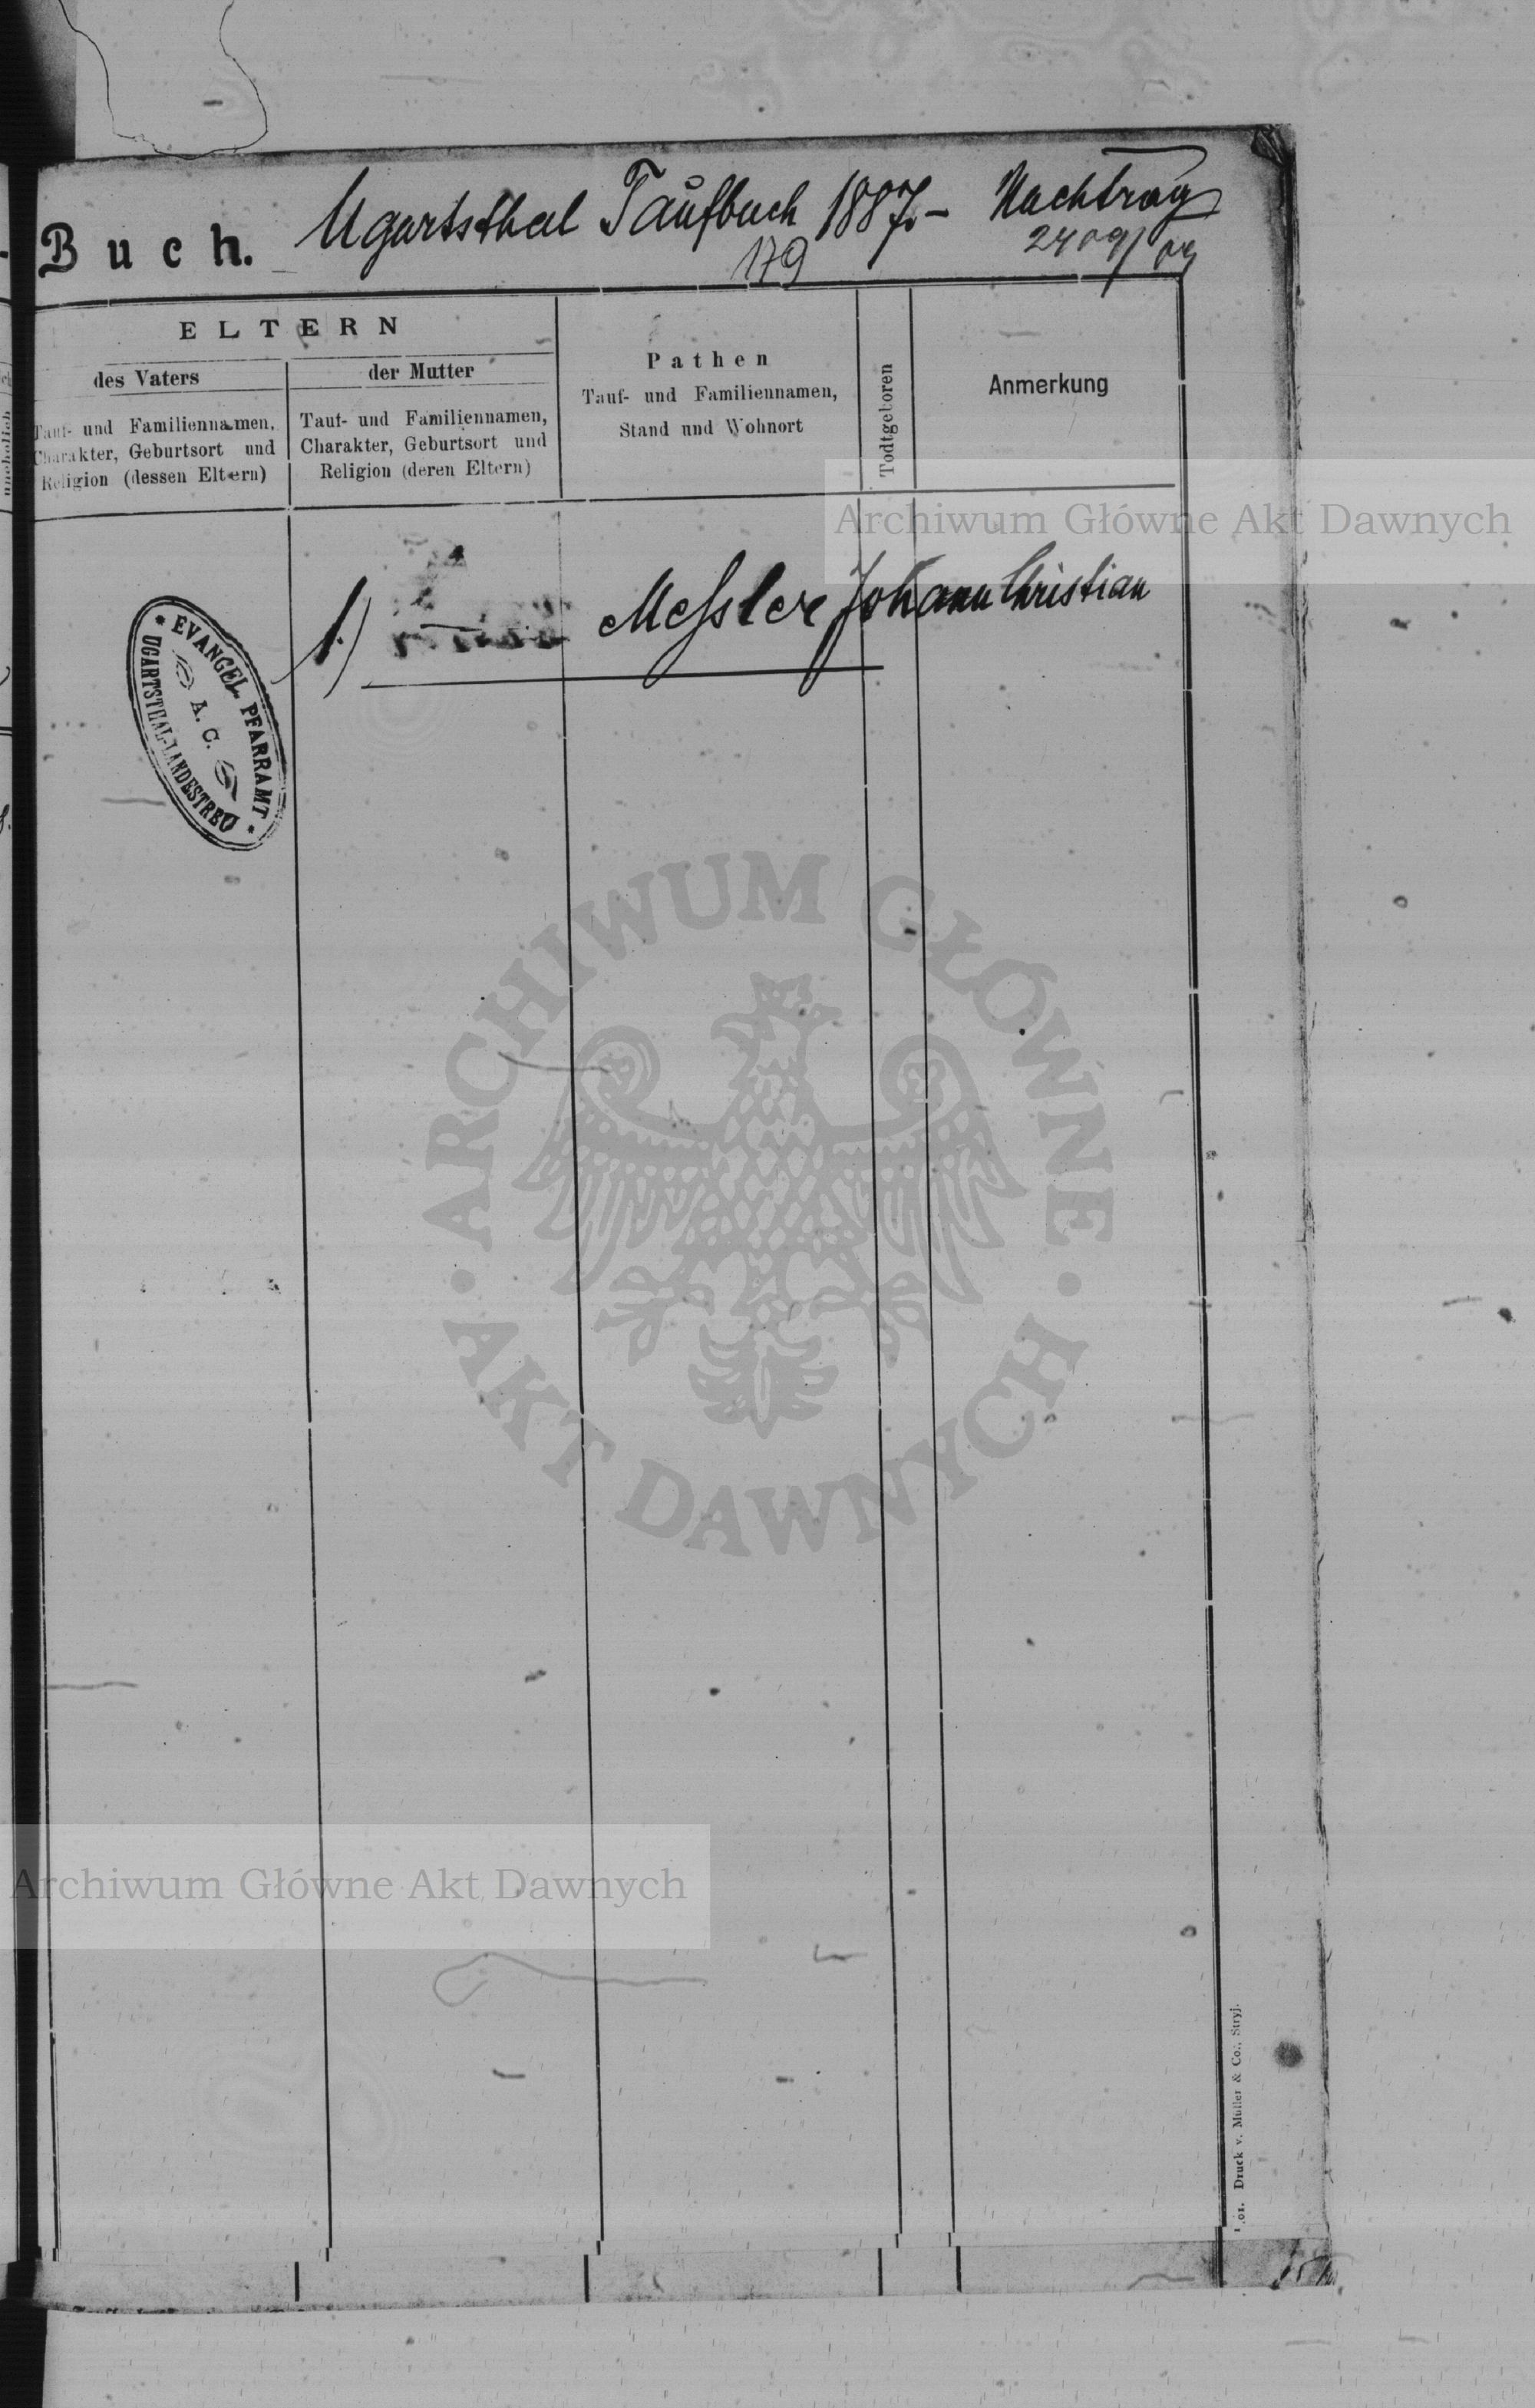 Buch. Ugartsthal Taufbuch 1887.- Nachtrag
179 2409/09
ELTERN
des Vaters
Tauf- und Familiennamen,
Charakter, Geburtsort und
Religion (dessen Eltern)
der Mutter
Tauf- und Familiennamen,
Charakter, Geburtsort und
Religion (deren Eltern)
Pathen
Tauf- und Familiennamen,
Stand und Wohnort
Todtgeboren
Anmerkung
Archiwum Główne Akt Dawnych
1.) Messler Johann Christian
EVANGEL. PFARRAMT
A. C.
UGARTSTHAL-LANDESTREU
ARCHIWUM GŁÓWNE
AKT DAWNYCH
Archiwum Główne Akt Dawnych
Druck v. Müller & Co., Stryj.